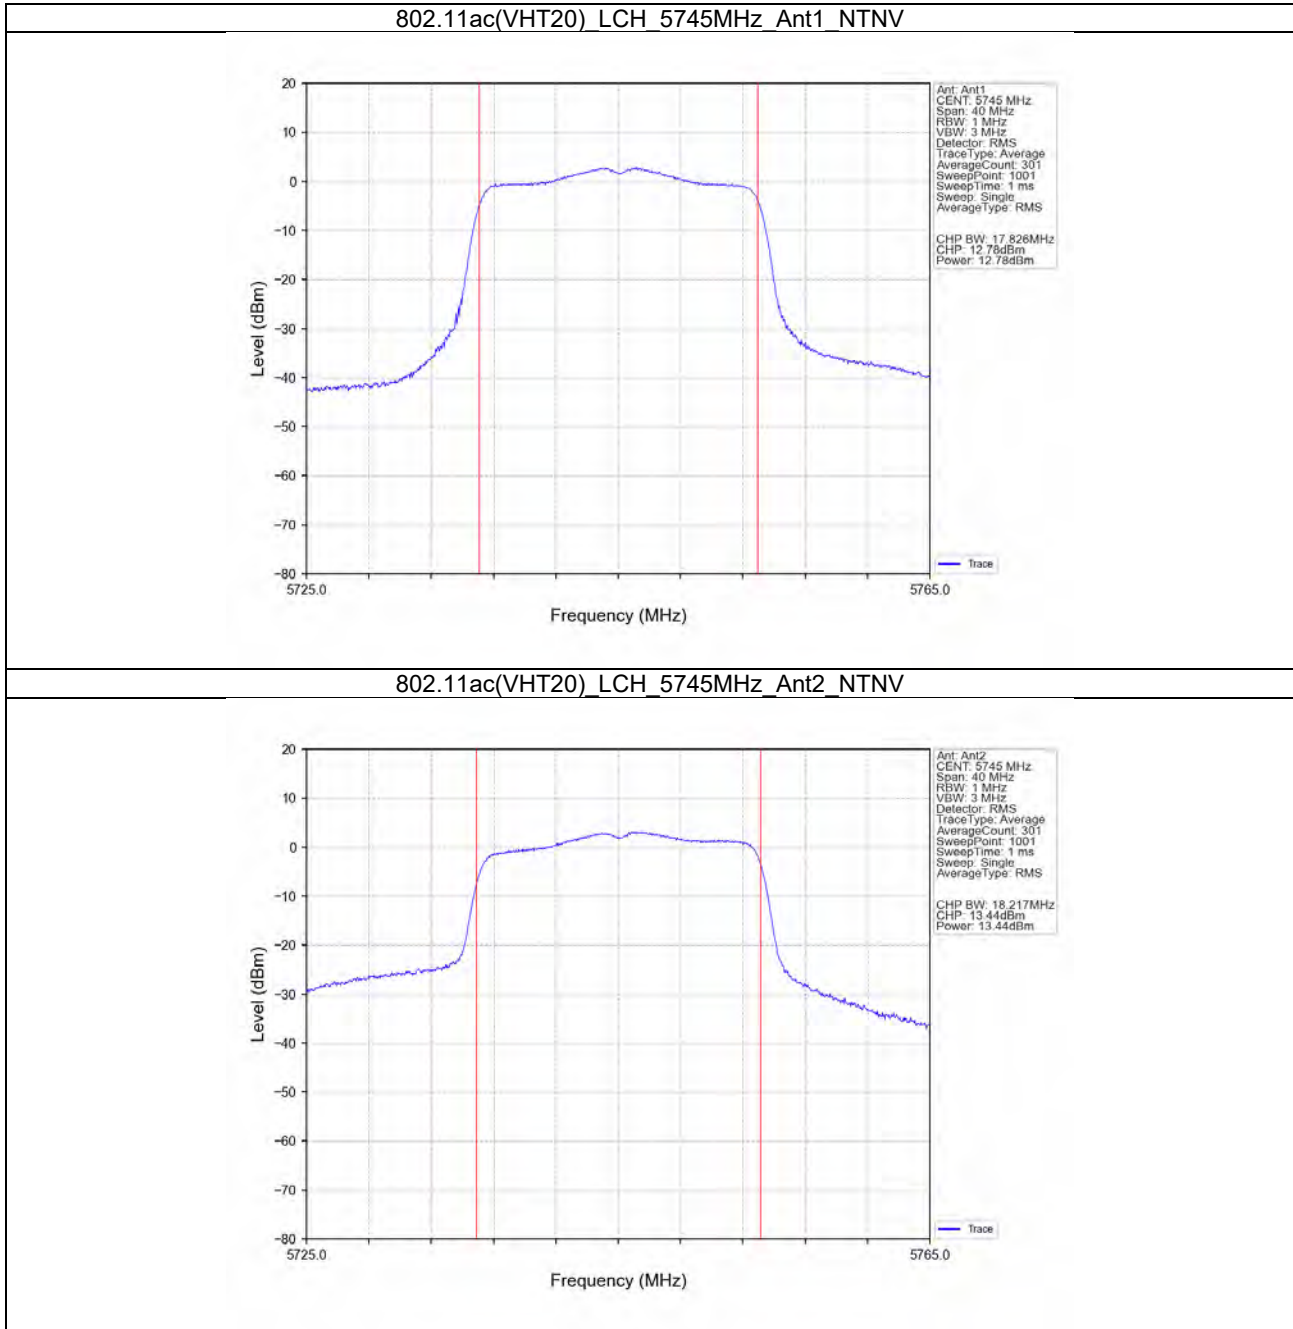 802.11ac(VHT20)_LCH_5745MHz_Ant1_NTNV
20
10
0
−10
−20
−30
−40
−50
−60
−70
−80
Level (dBm)
5725.0
5765.0
Frequency (MHz)
Ant: Ant1
CENT: 5745 MHz
Span: 40 MHz
RBW: 1 MHz
VBW: 3 MHz
Detector: RMS
TraceType: Average
AverageCount: 301
SweepPoint: 1001
SweepTime: 1 ms
Sweep: Single
AverageType: RMS
CHP BW: 17.826MHz
CHP: 12.78dBm
Power: 12.78dBm
Trace
802.11ac(VHT20)_LCH_5745MHz_Ant2_NTNV
20
10
0
−10
−20
−30
−40
−50
−60
−70
−80
Level (dBm)
5725.0
5765.0
Frequency (MHz)
Ant: Ant2
CENT: 5745 MHz
Span: 40 MHz
RBW: 1 MHz
VBW: 3 MHz
Detector: RMS
TraceType: Average
AverageCount: 301
SweepPoint: 1001
SweepTime: 1 ms
Sweep: Single
AverageType: RMS
CHP BW: 18.217MHz
CHP: 13.44dBm
Power: 13.44dBm
Trace